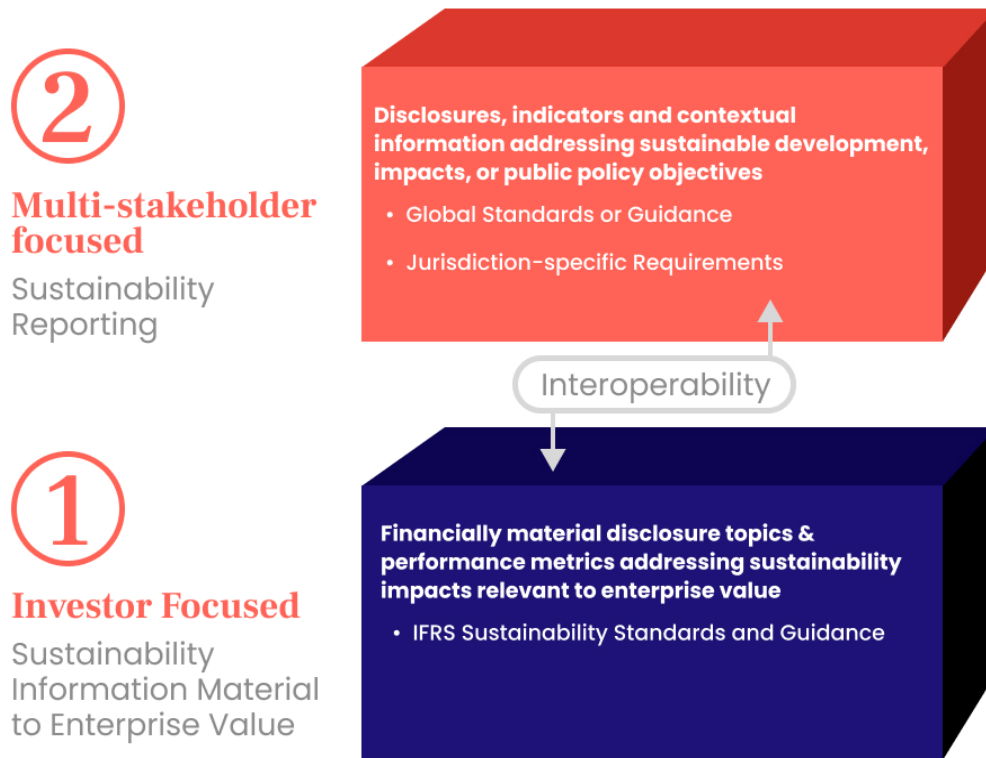 2
Multi-stakeholder
focused
Sustainability
Reporting
Disclosures, indicators and contextual
information addressing sustainable development,
impacts, or public policy objectives
• Global Standards or Guidance
• Jurisdiction-specific Requirements
Interoperability
1
Investor Focused
Sustainability
Information Material
to Enterprise Value
Financially material disclosure topics &
performance metrics addressing sustainability
impacts relevant to enterprise value
• IFRS Sustainability Standards and Guidance